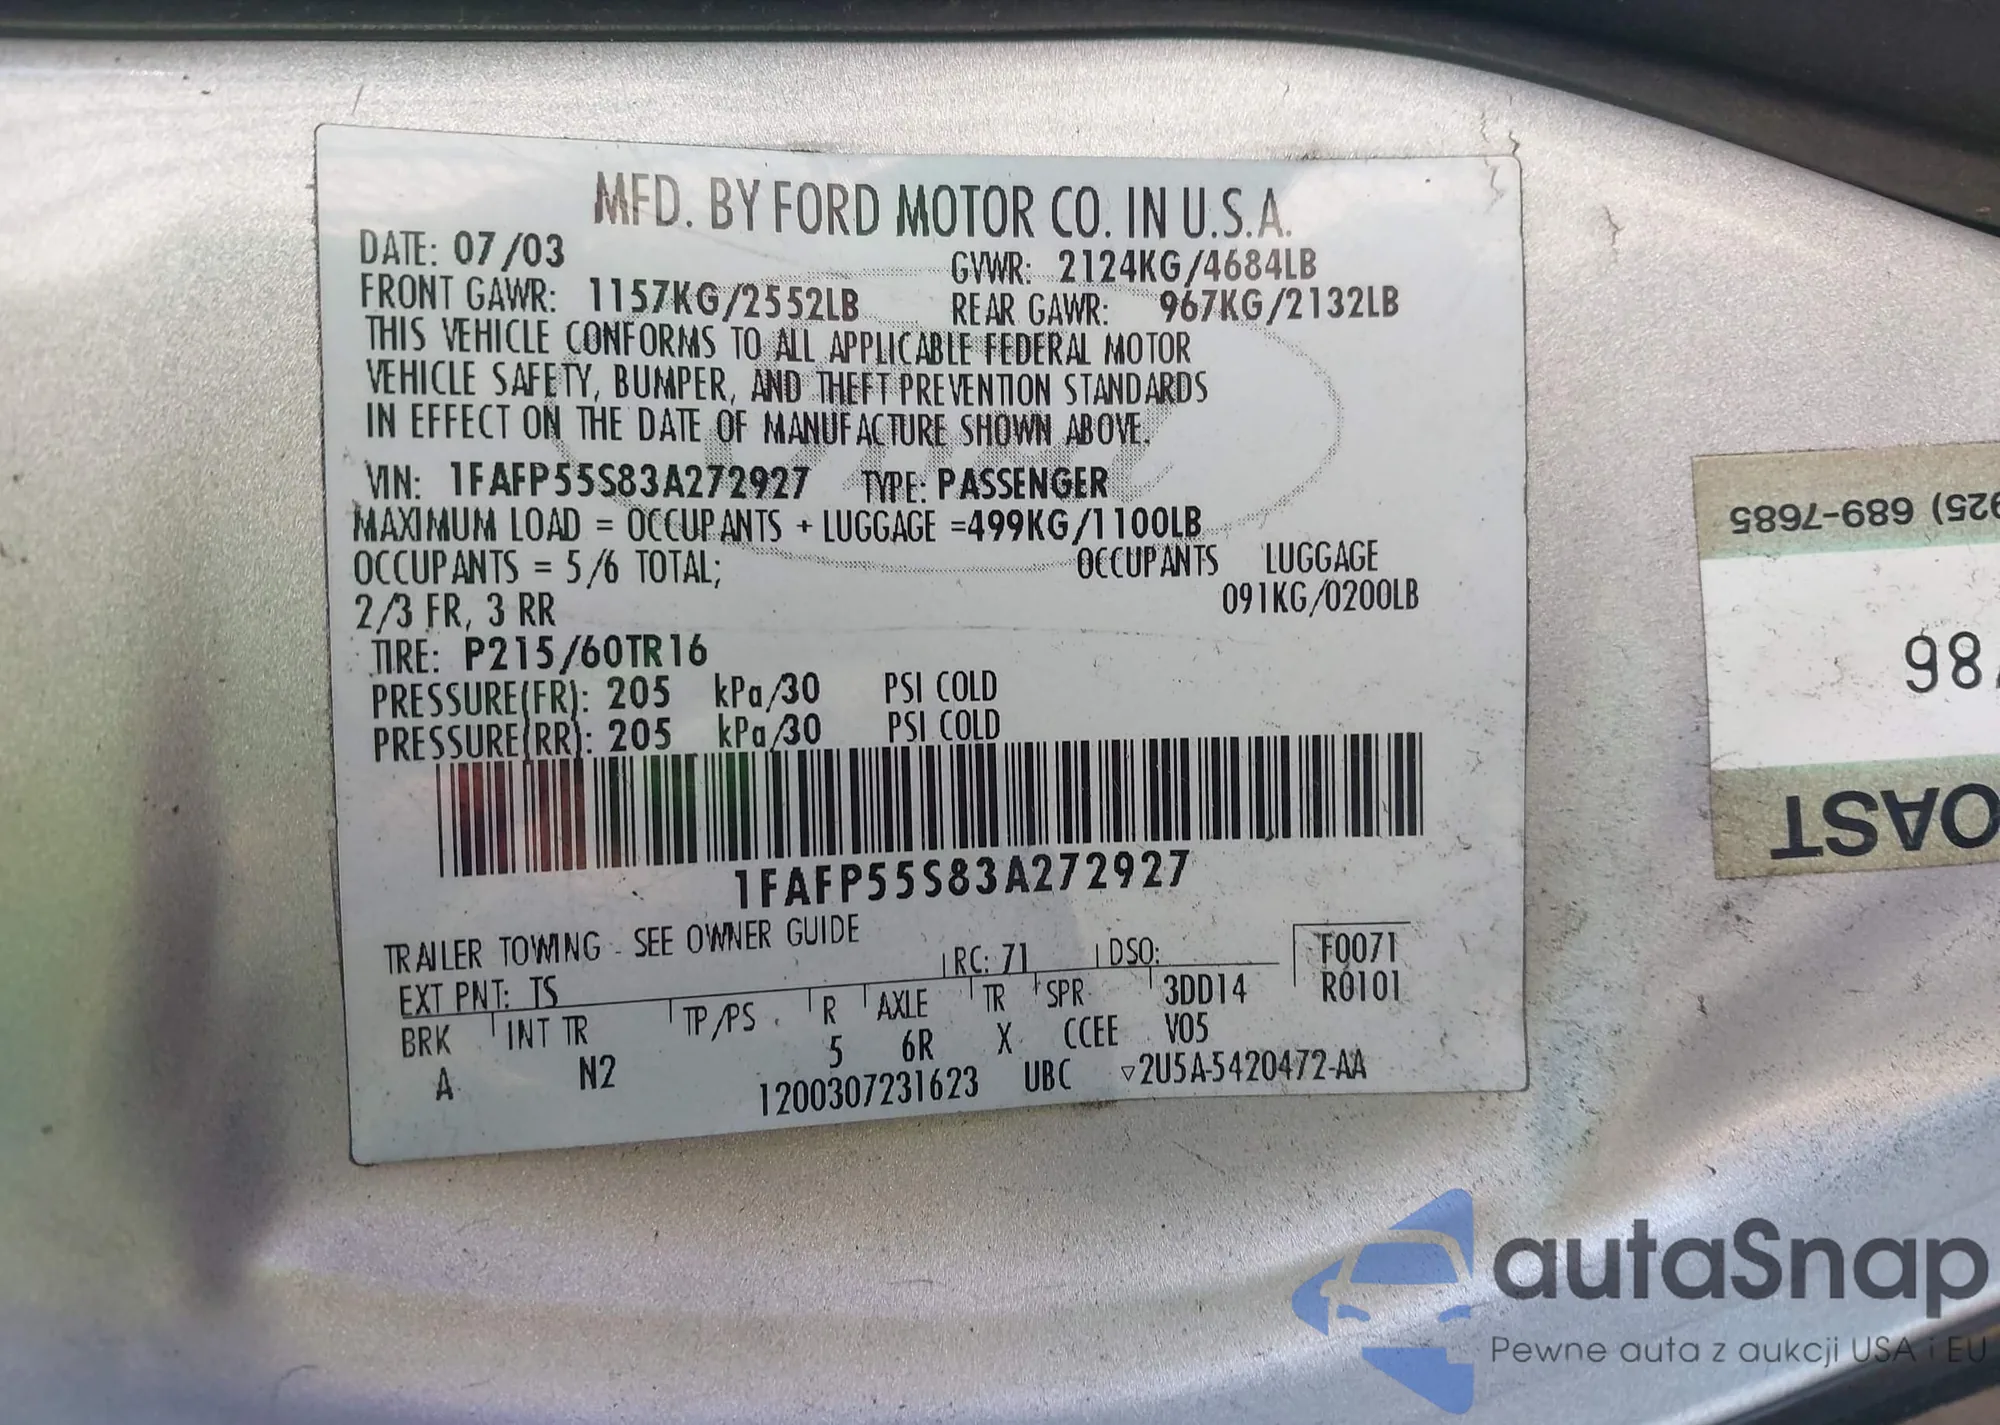 MFD. BY FORD MOTOR CO. IN U.S.A.
DATE: 07/03 GVWR: 2124KG/4684LB
FRONT GAWR: 1157KG/2552LB REAR GAWR: 967KG/2132LB
THIS VEHICLE CONFORMS TO ALL APPLICABLE FEDERAL MOTOR
VEHICLE SAFETY, BUMPER, AND THEFT PREVENTION STANDARDS
IN EFFECT ON THE DATE OF MANUFACTURE SHOWN ABOVE.
VIN: 1FAFP55S83A272927 TYPE: PASSENGER
MAXIMUM LOAD = OCCUPANTS + LUGGAGE =499KG/1100LB
OCCUPANTS = 5/6 TOTAL; OCCUPANTS LUGGAGE
2/3 FR, 3 RR 091KG/0200LB
TIRE: P215/60TR16
PRESSURE(FR): 205 kPa/30 PSI COLD
PRESSURE(RR): 205 kPa/30 PSI COLD
1FAFP55S83A272927
TRAILER TOWING - SEE OWNER GUIDE
RC: 71 DSO: F0071
EXT PNT: TS R0101
BRK INT TR TP/PS R AXLE TR SPR 3DD14
A N2 5 6R X CCEE V05
1200307231623 UBC ▽2U5A-5420472-AA
925) 689-7685
86
OAST
autaSnap
Pewne auta z aukcji USA i EU